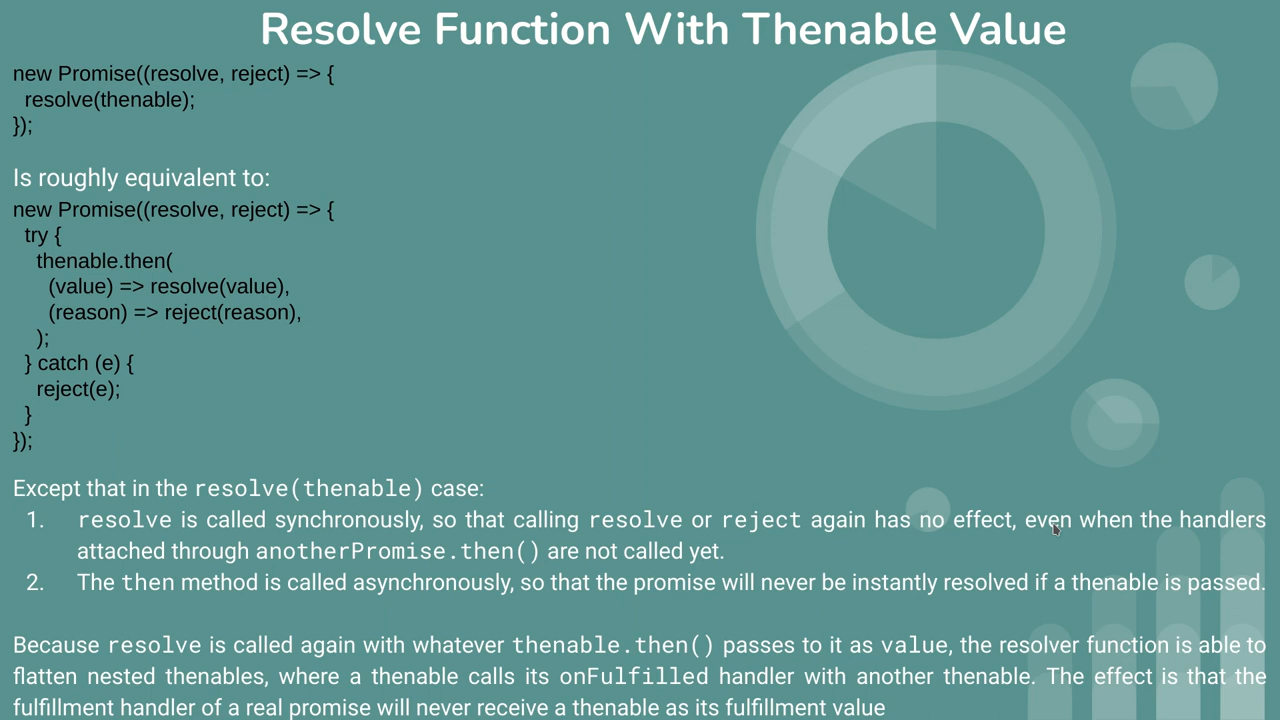 Resolve Function With Thenable Value
new Promise((resolve, reject) => {
resolve(thenable);
});
Is roughly equivalent to:
new Promise((resolve, reject) => {
try {
thenable.then(
(value) => resolve(value),
(reason) => reject(reason),
);
} catch (e) {
reject(e);
}
});
Except that in the resolve(thenable) case:
1. resolve is called synchronously, so that calling resolve or reject again has no effect, even when the handlers
attached through anotherPromise.then() are not called yet.
2. The then method is called asynchronously, so that the promise will never be instantly resolved if a thenable is passed.
Because resolve is called again with whatever thenable.then() passes to it as value, the resolver function is able to
flatten nested thenables, where a thenable calls its onFulfilled handler with another thenable. The effect is that the
fulfillment handler of a real promise will never receive a thenable as its fulfillment value